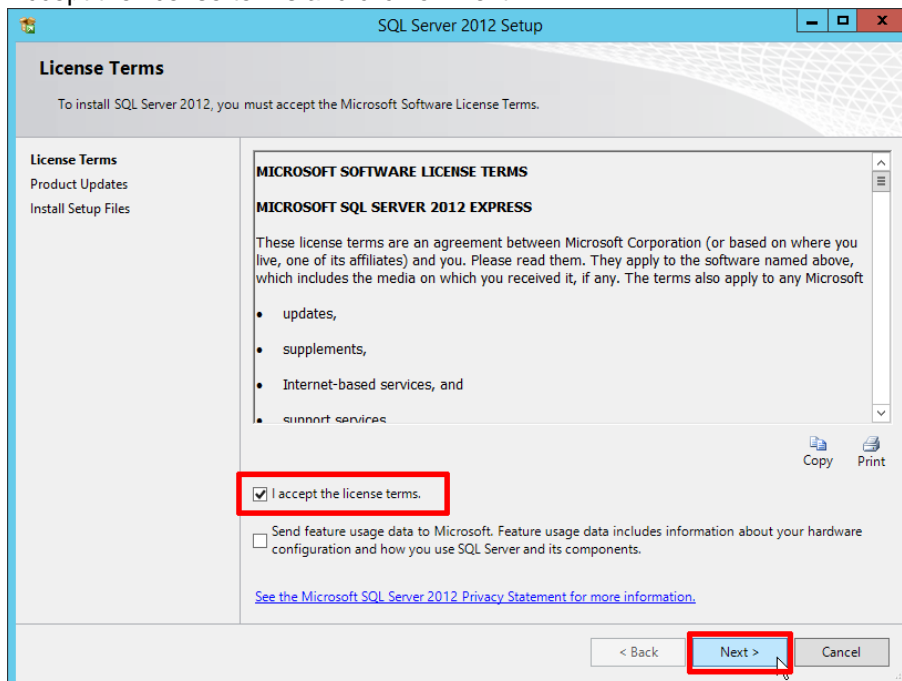 SQL Server 2012 Setup
License Terms
To install SQL Server 2012, you must accept the Microsoft Software License Terms.
License Terms
Product Updates
Install Setup Files
MICROSOFT SOFTWARE LICENSE TERMS
MICROSOFT SQL SERVER 2012 EXPRESS
These license terms are an agreement between Microsoft Corporation (or based on where you
live, one of its affiliates) and you. Please read them. They apply to the software named above,
which includes the media on which you received it, if any. The terms also apply to any Microsoft
• updates,
• supplements,
• Internet-based services, and
• support services
Copy
Print
I accept the license terms.
Send feature usage data to Microsoft. Feature usage data includes information about your hardware
configuration and how you use SQL Server and its components.
See the Microsoft SQL Server 2012 Privacy Statement for more information.
< Back
Next >
Cancel